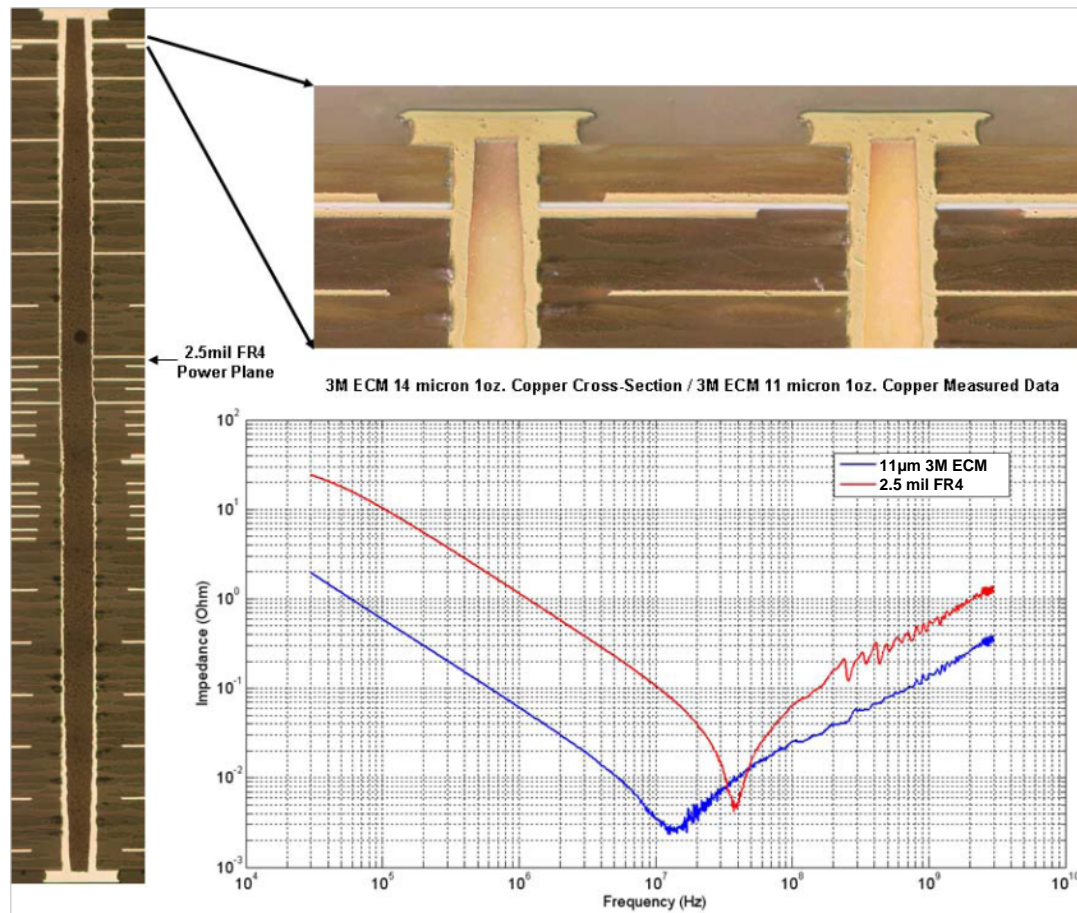 2.5mil FR4
Power Plane
3M ECM 14 micron 1oz. Copper Cross-Section / 3M ECM 11 micron 1oz. Copper Measured Data
10²
10¹
10⁰
10⁻¹
10⁻²
10⁻³
Impedance (Ohm)
11µm 3M ECM
2.5 mil FR4
10⁴
10⁵
10⁶
10⁷
10⁸
10⁹
10¹⁰
Frequency (Hz)